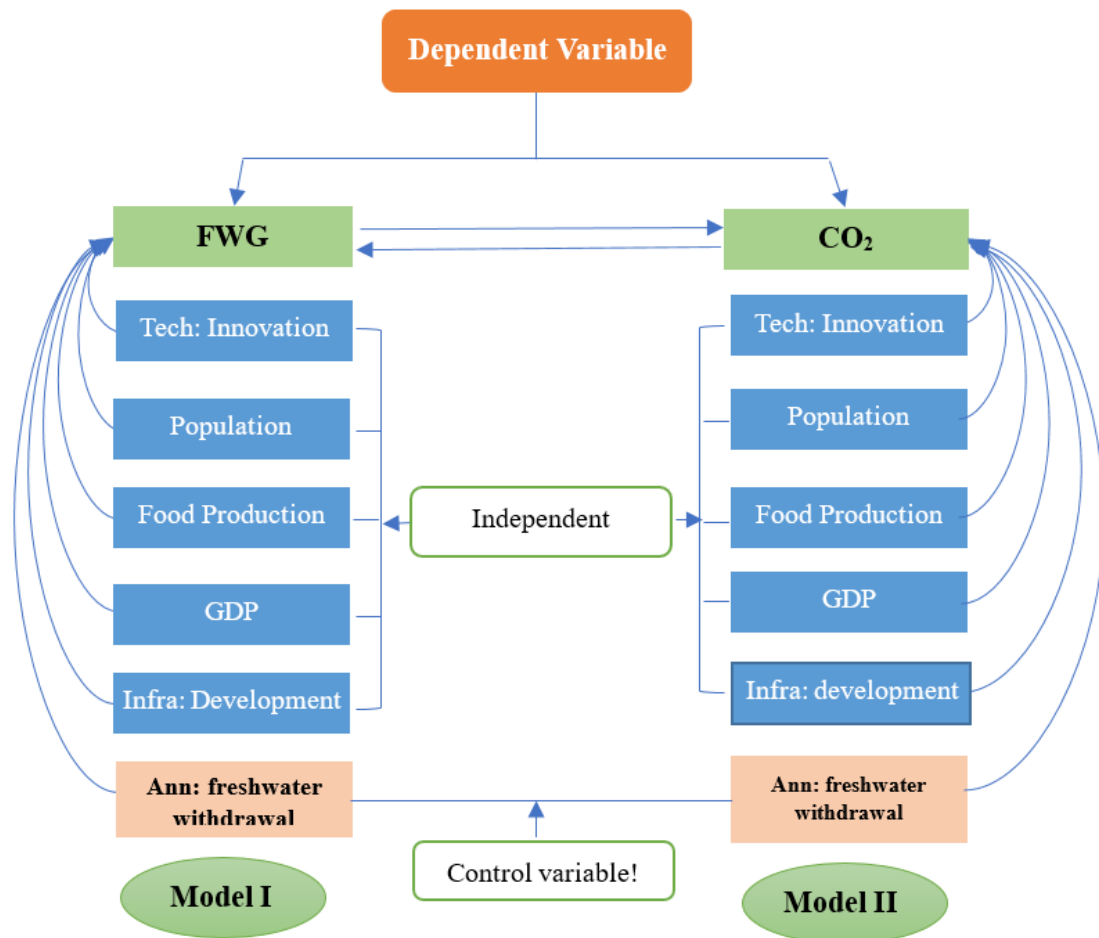 Dependent Variable
FWG
CO₂
Tech: Innovation
Tech: Innovation
Population
Population
Food Production
Independent
Food Production
GDP
GDP
Infra: Development
Infra: development
Ann: freshwater
withdrawal
Ann: freshwater
withdrawal
Control variable!
Model I
Model II